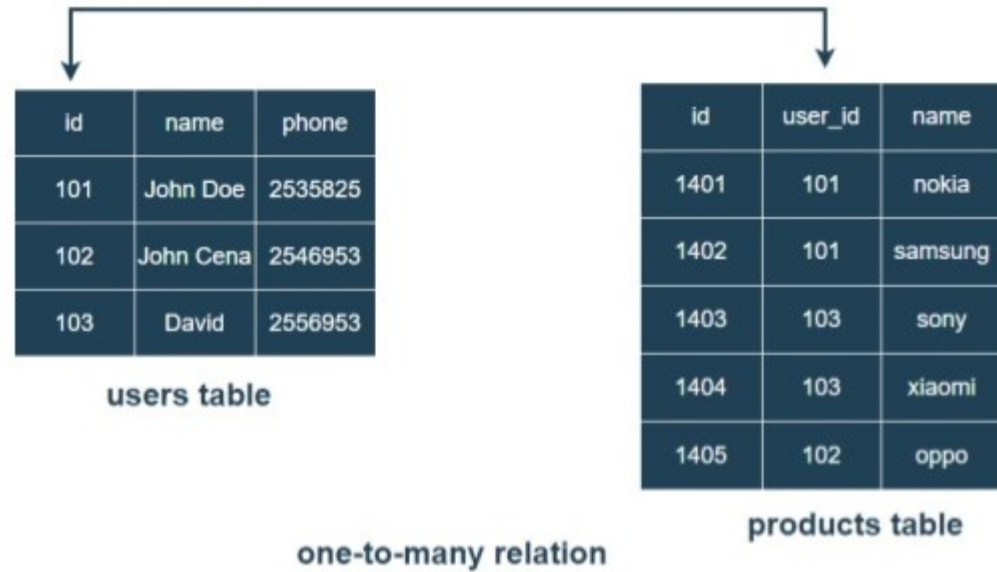 id name phone
101 John Doe 2535825
102 John Cena 2546953
103 David 2556953
users table
id user_id name
1401 101 nokia
1402 101 samsung
1403 103 sony
1404 103 xiaomi
1405 102 oppo
products table
one-to-many relation